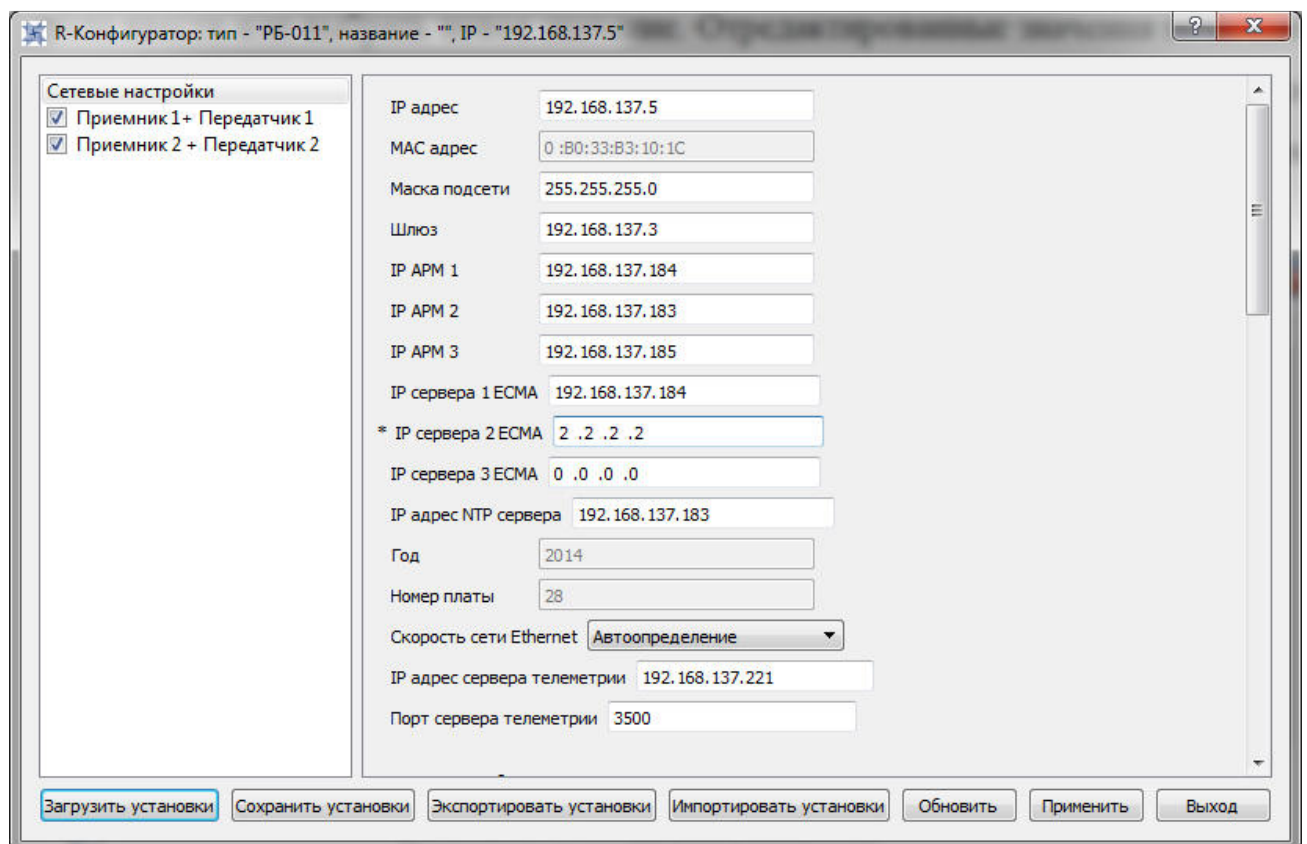 R-Конфигуратор: тип - "РБ-011", название - "", IP - "192.168.137.5"
Сетевые настройки
Приемник 1+ Передатчик 1
Приемник 2 + Передатчик 2
IP адрес 192.168.137.5
MAC адрес 0 :B0:33:B3:10:1C
Маска подсети 255.255.255.0
Шлюз 192.168.137.3
IP АРМ 1 192.168.137.184
IP АРМ 2 192.168.137.183
IP АРМ 3 192.168.137.185
IP сервера 1 ЕСМА 192.168.137.184
* IP сервера 2 ЕСМА 2 .2 .2 .2
IP сервера 3 ЕСМА 0 .0 .0 .0
IP адрес NTP сервера 192.168.137.183
Год 2014
Номер платы 28
Скорость сети Ethernet Автоопределение
IP адрес сервера телеметрии 192.168.137.221
Порт сервера телеметрии 3500
Загрузить установки Сохранить установки Экспортировать установки Импортировать установки Обновить Применить Выход